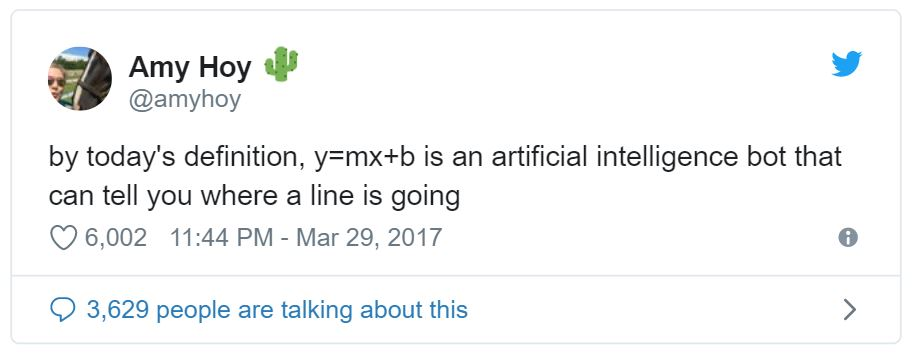 Amy Hoy 🌵
@amyhoy
by today's definition, y=mx+b is an artificial intelligence bot that
can tell you where a line is going
6,002 11:44 PM - Mar 29, 2017
3,629 people are talking about this